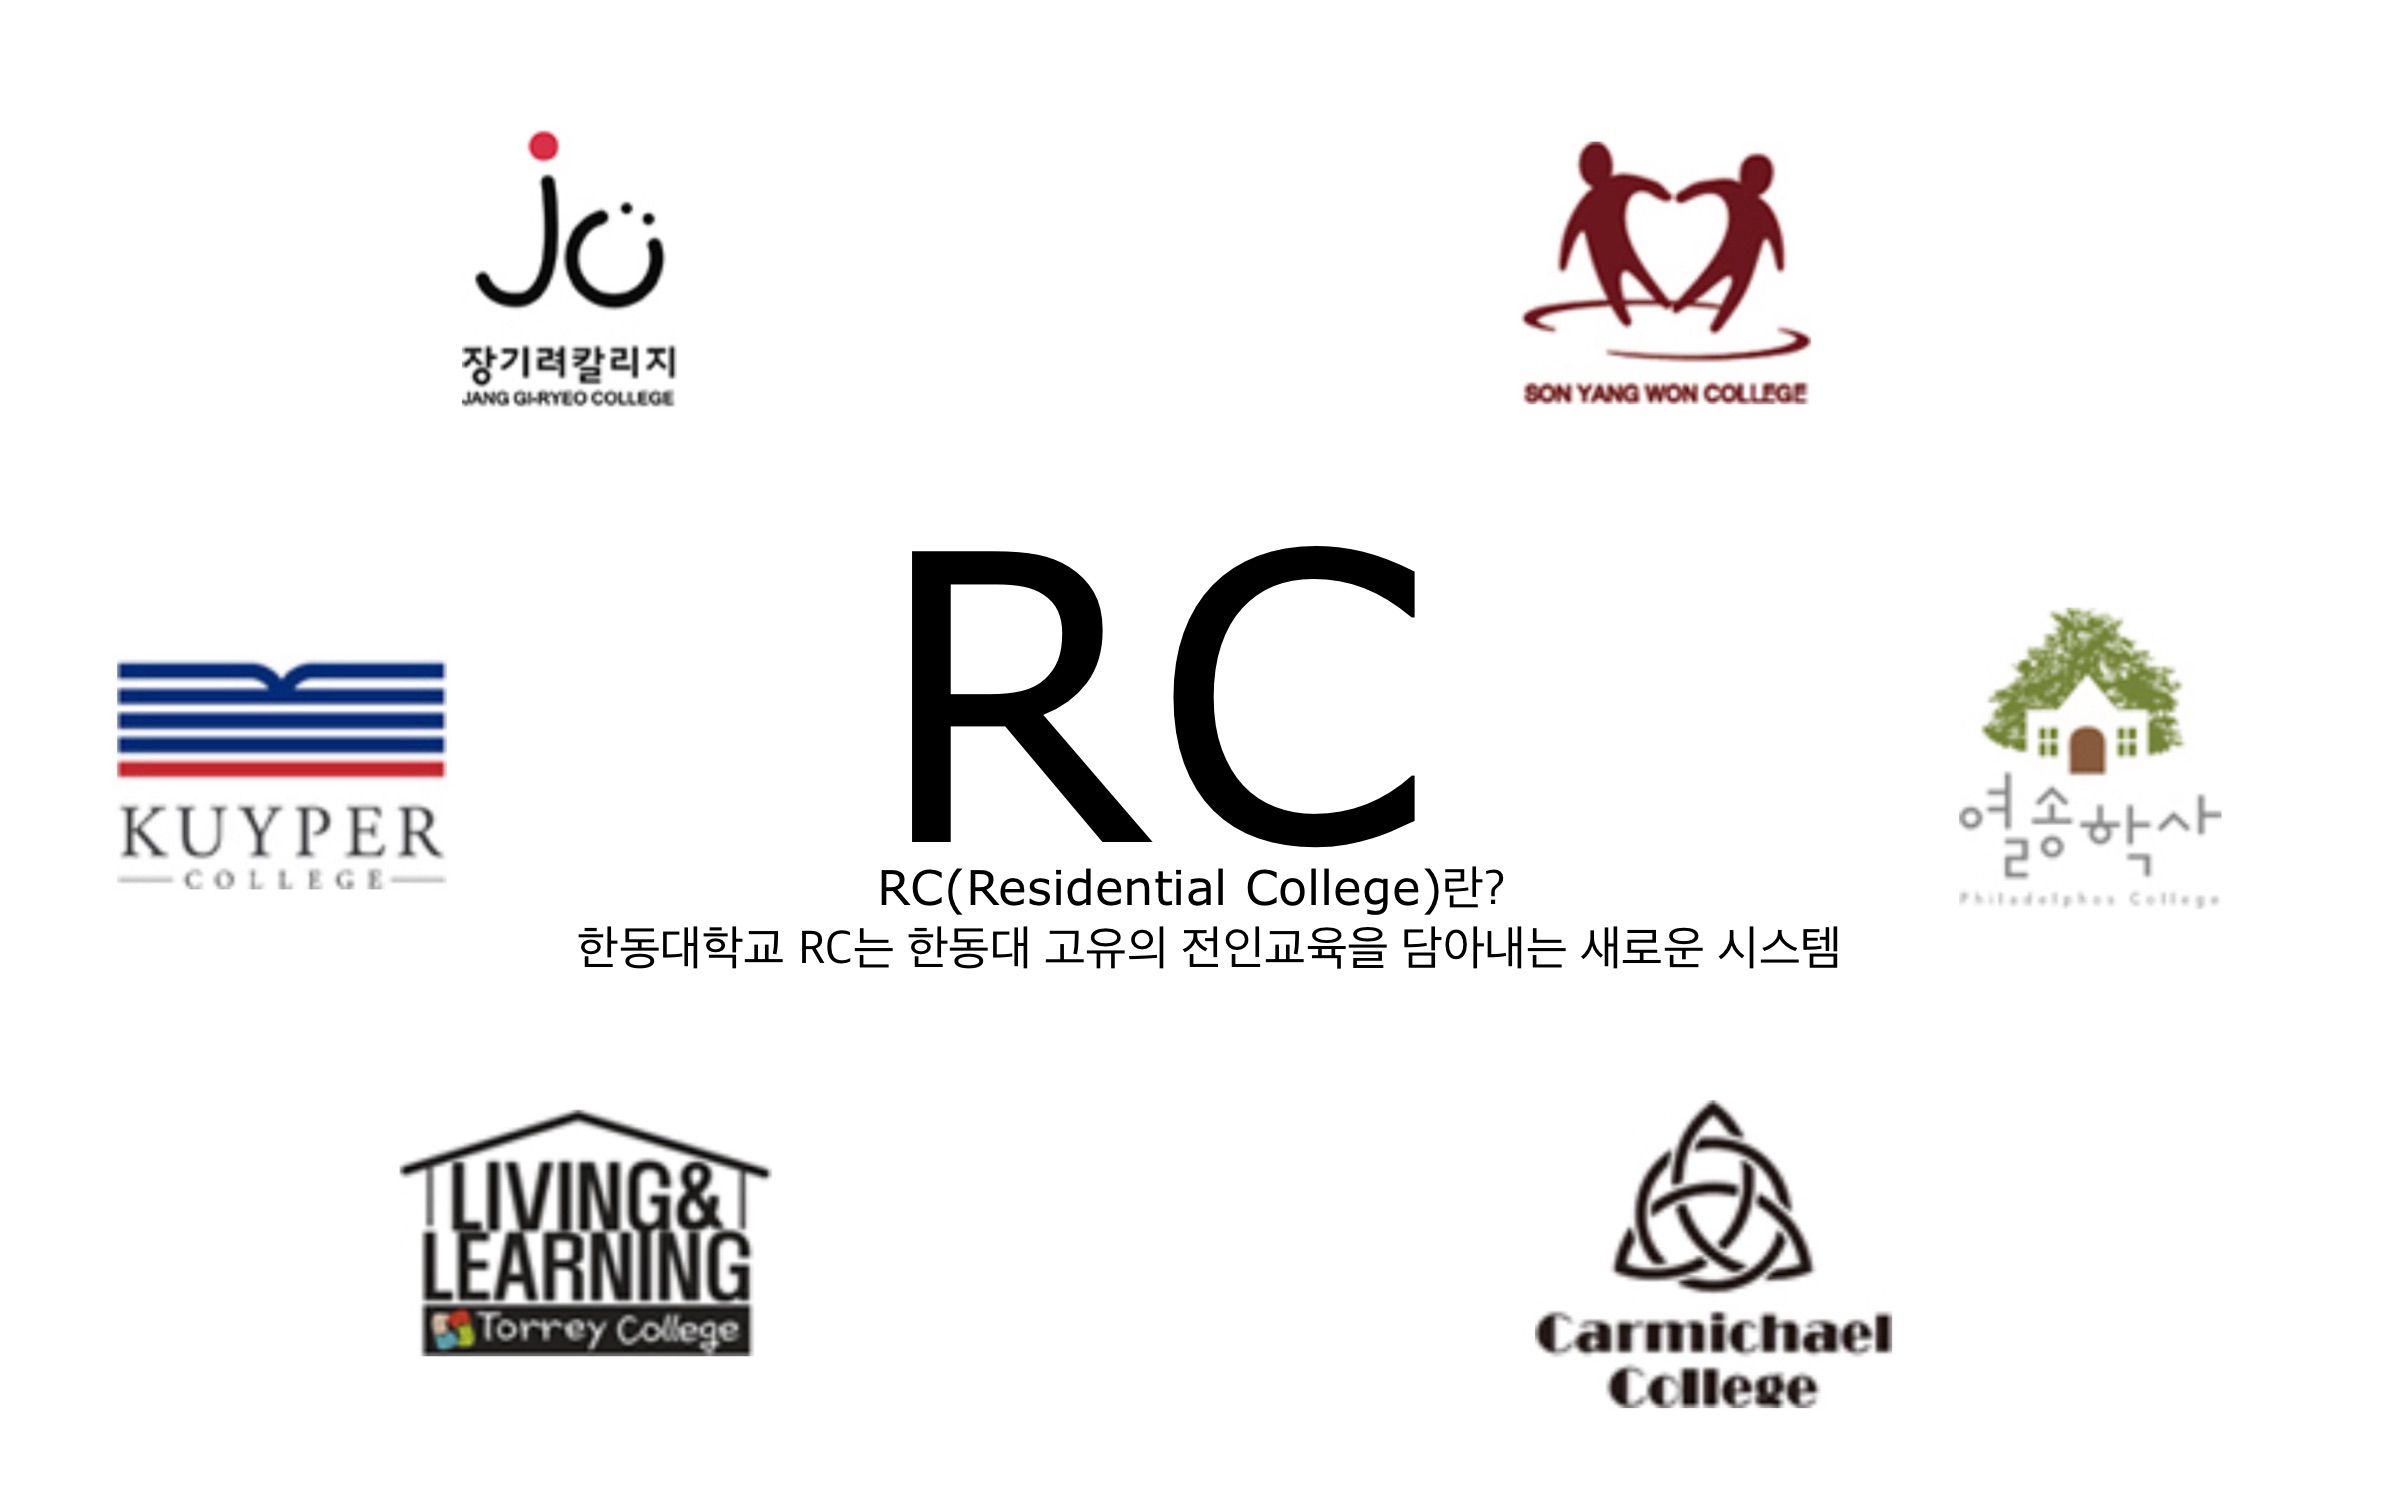 jc
장기려칼리지
JANG GI-RYEO COLLEGE
SON YANG WON COLLEGE
RC
KUYPER
COLLEGE
열송학사
Philadelphos College
RC(Residential College)란?
한동대학교 RC는 한동대 고유의 전인교육을 담아내는 새로운 시스템
LIVING&
LEARNING
Torrey College
Carmichael
College